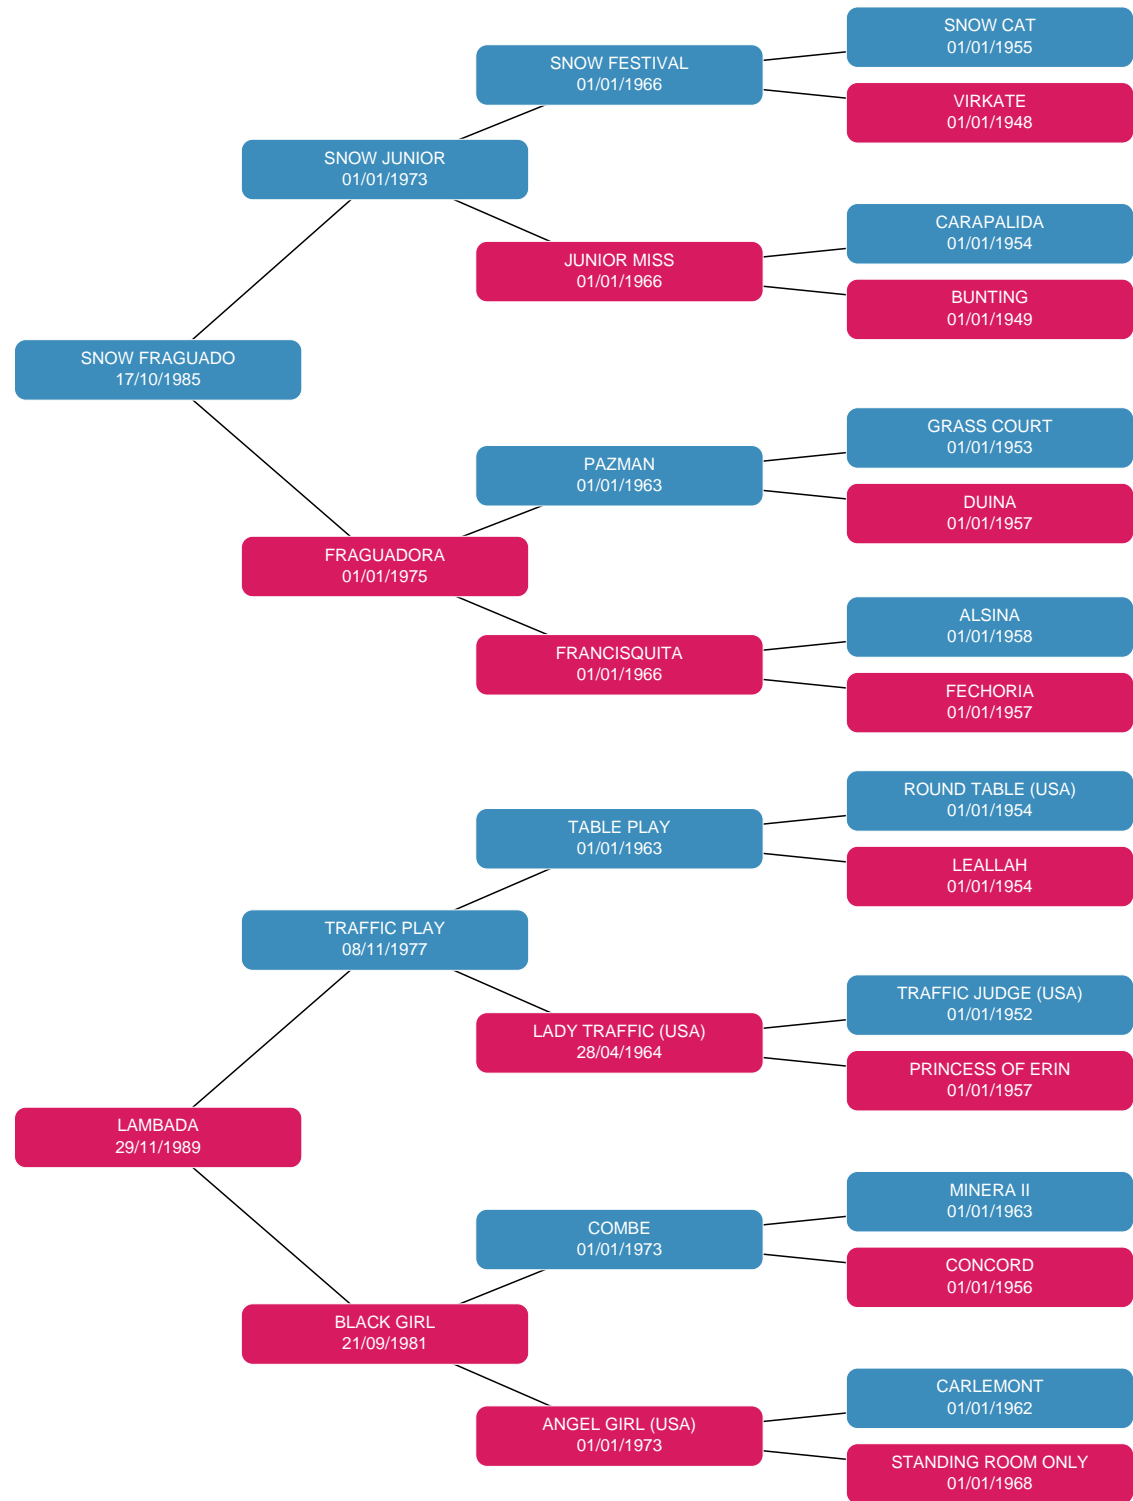 SNOW CAT
01/01/1955
SNOW FESTIVAL
01/01/1966
VIRKATE
01/01/1948
SNOW JUNIOR
01/01/1973
CARAPALIDA
01/01/1954
JUNIOR MISS
01/01/1966
BUNTING
01/01/1949
SNOW FRAGUADO
17/10/1985
GRASS COURT
01/01/1953
PAZMAN
01/01/1963
DUINA
01/01/1957
FRAGUADORA
01/01/1975
ALSINA
01/01/1958
FRANCISQUITA
01/01/1966
FECHORIA
01/01/1957
ROUND TABLE (USA)
01/01/1954
TABLE PLAY
01/01/1963
LEALLAH
01/01/1954
TRAFFIC PLAY
08/11/1977
TRAFFIC JUDGE (USA)
01/01/1952
LADY TRAFFIC (USA)
28/04/1964
PRINCESS OF ERIN
01/01/1957
LAMBADA
29/11/1989
MINERA II
01/01/1963
COMBE
01/01/1973
CONCORD
01/01/1956
BLACK GIRL
21/09/1981
CARLEMONT
01/01/1962
ANGEL GIRL (USA)
01/01/1973
STANDING ROOM ONLY
01/01/1968